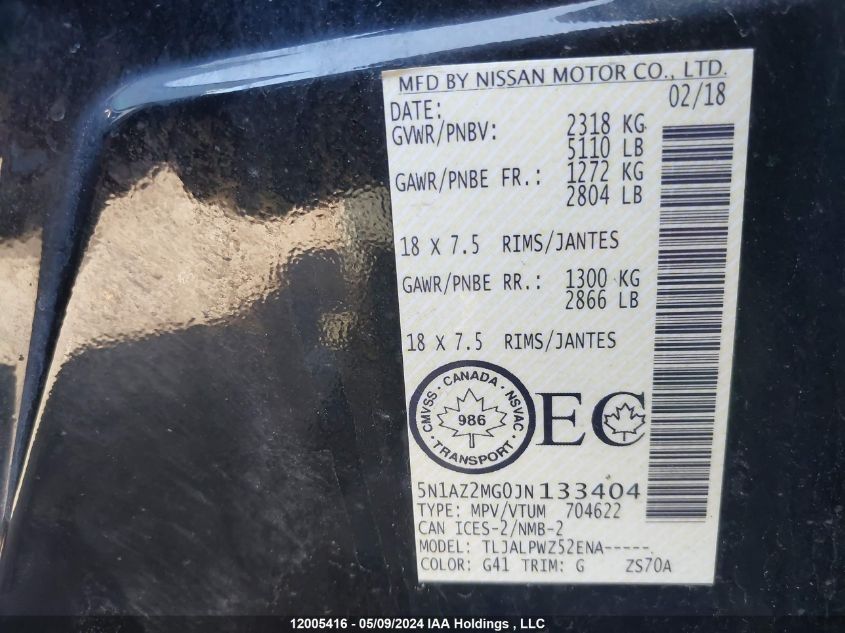 MFD BY NISSAN MOTOR CO., LTD.
DATE: 02/18
GVWR/PNBV: 2318 KG
5110 LB
GAWR/PNBE FR.: 1272 KG
2804 LB
18 X 7.5 RIMS/JANTES
GAWR/PNBE RR.: 1300 KG
2866 LB
18 X 7.5 RIMS/JANTES
CMVSS · CANADA · NSVAC · TRANSPORT ·
986
EC
5N1AZ2MG0JN133404
TYPE: MPV/VTUM 704622
CAN ICES-2/NMB-2
MODEL: TLJALPWZ52ENA-----
COLOR: G41 TRIM: G ZS70A
12005416 - 05/09/2024 IAA Holdings , LLC